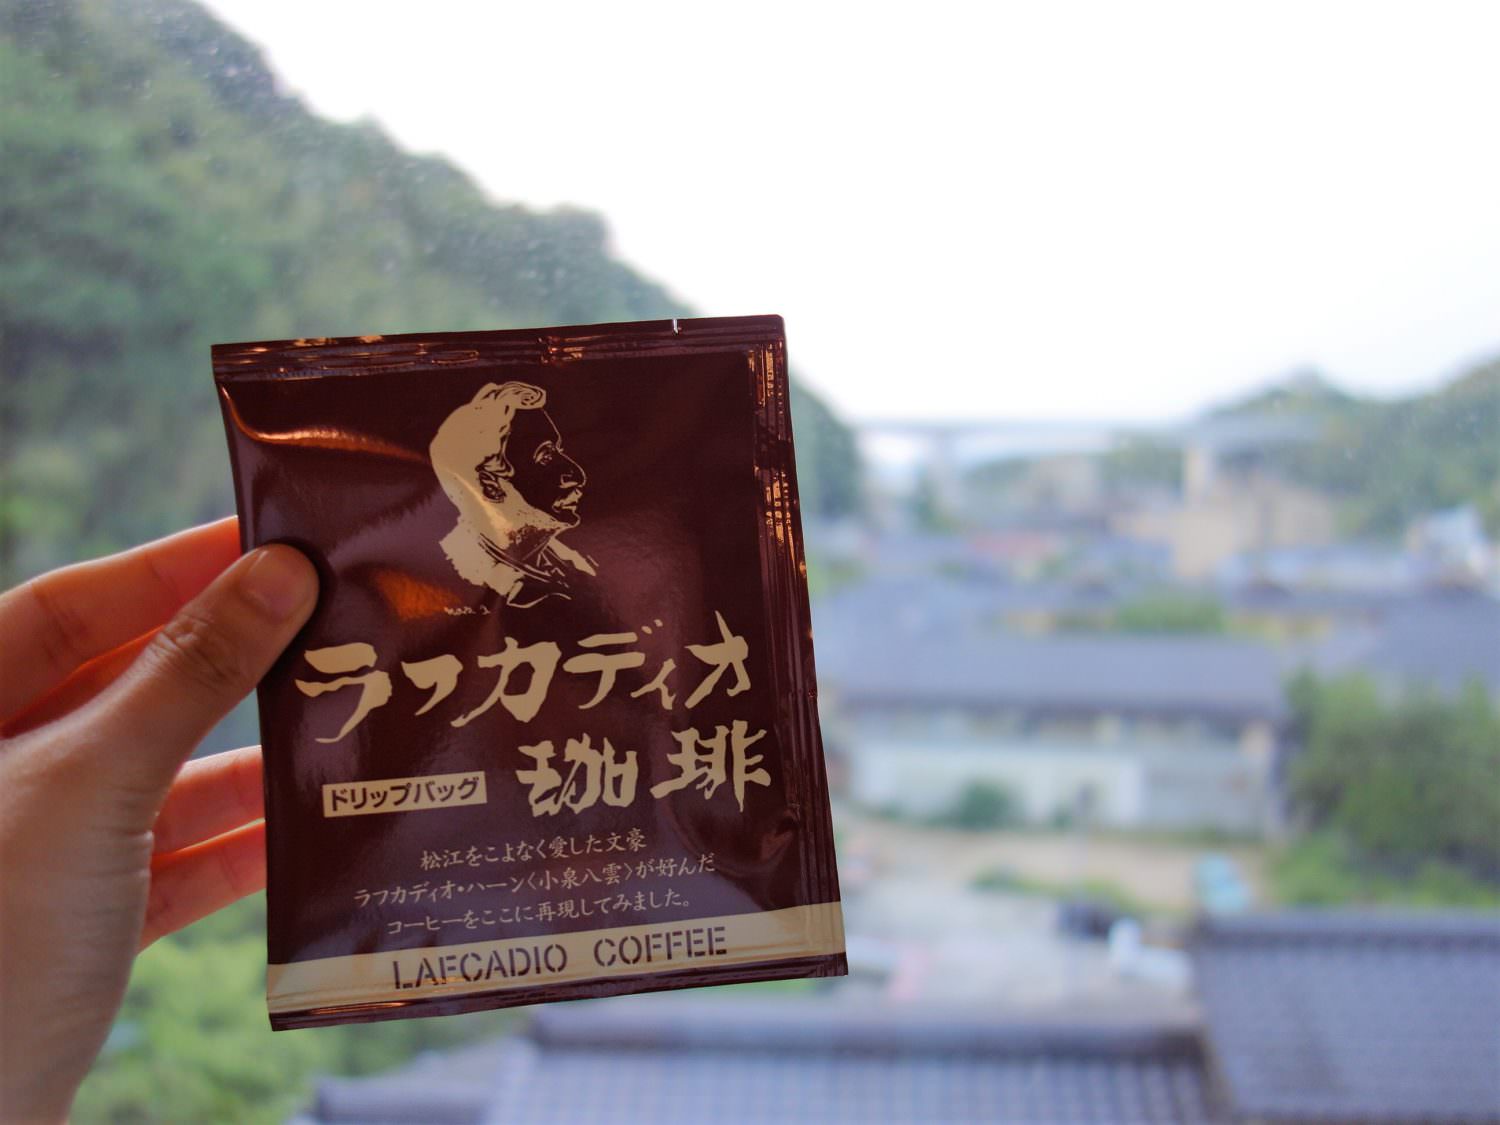 ラフカディオ
珈琲
ドリップバッグ
松江をこよなく愛した文豪
ラフカディオ・ハーン〈小泉八雲〉が好んだ
コーヒーをここに再現してみました。
LAFCADIO COFFEE